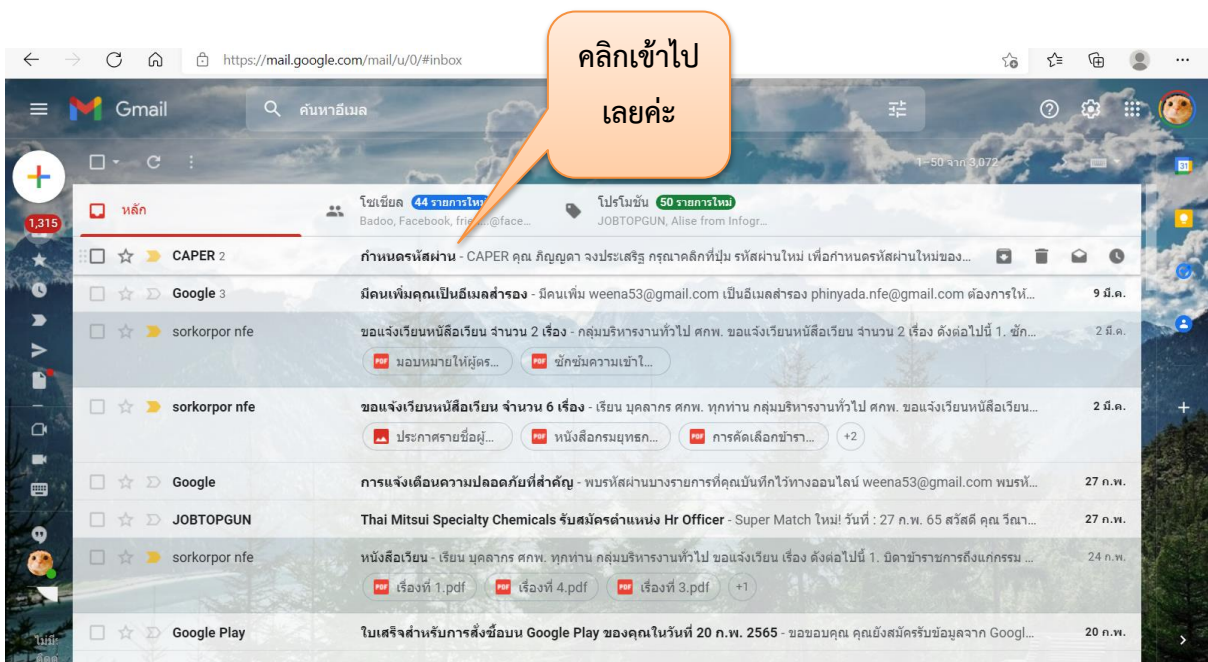 คลิกเข้าไป
เลยค่ะ
https://mail.google.com/mail/u/0/#inbox
Gmail
ค้นหาอีเมล
1–50 จาก 3,072
31
1,315
หลัก
โซเชียล 44 รายการใหม่
Badoo, Facebook, frie...@face...
โปรโมชัน 50 รายการใหม่
JOBTOPGUN, Alise from Infogr...
CAPER 2 กำหนดรหัสผ่าน - CAPER คุณ ภิญญดา จงประเสริฐ กรุณาคลิกที่ปุ่ม รหัสผ่านใหม่ เพื่อกำหนดรหัสผ่านใหม่ของ...
Google 3 มีคนเพิ่มคุณเป็นอีเมลสำรอง - มีคนเพิ่ม weena53@gmail.com เป็นอีเมลสำรอง phinyada.nfe@gmail.com ต้องการให้... 9 มี.ค.
sorkorpor nfe ขอแจ้งเวียนหนังสือเวียน จำนวน 2 เรื่อง - กลุ่มบริหารงานทั่วไป ศกพ. ขอแจ้งเวียนหนังสือเวียน จำนวน 2 เรื่อง ดังต่อไปนี้ 1. ซัก... 2 มี.ค.
PDF มอบหมายให้ผู้ตร... PDF ซักซ้อมความเข้าใ...
sorkorpor nfe ขอแจ้งเวียนหนังสือเวียน จำนวน 6 เรื่อง - เรียน บุคลากร ศกพ. ทุกท่าน กลุ่มบริหารงานทั่วไป ศกพ. ขอแจ้งเวียนหนังสือเวียน... 2 มี.ค.
ประกาศรายชื่อผู้... PDF หนังสือกรมยุทธก... PDF การคัดเลือกข้ารา... +2
Google การแจ้งเตือนความปลอดภัยที่สำคัญ - พบรหัสผ่านบางรายการที่คุณบันทึกไว้ทางออนไลน์ weena53@gmail.com พบรหั... 27 ก.พ.
JOBTOPGUN Thai Mitsui Specialty Chemicals รับสมัครตำแหน่ง Hr Officer - Super Match ใหม่! วันที่ : 27 ก.พ. 65 สวัสดี คุณ วีณา... 27 ก.พ.
sorkorpor nfe หนังสือเวียน - เรียน บุคลากร ศกพ. ทุกท่าน กลุ่มบริหารงานทั่วไป ขอแจ้งเวียน เรื่อง ดังต่อไปนี้ 1. บิดาข้าราชการถึงแก่กรรม ... 24 ก.พ.
PDF เรื่องที่ 1.pdf PDF เรื่องที่ 4.pdf PDF เรื่องที่ 3.pdf +1
Google Play ใบเสร็จสำหรับการสั่งซื้อบน Google Play ของคุณในวันที่ 20 ก.พ. 2565 - ขอขอบคุณ คุณยังสมัครรับข้อมูลจาก Googl... 20 ก.พ.